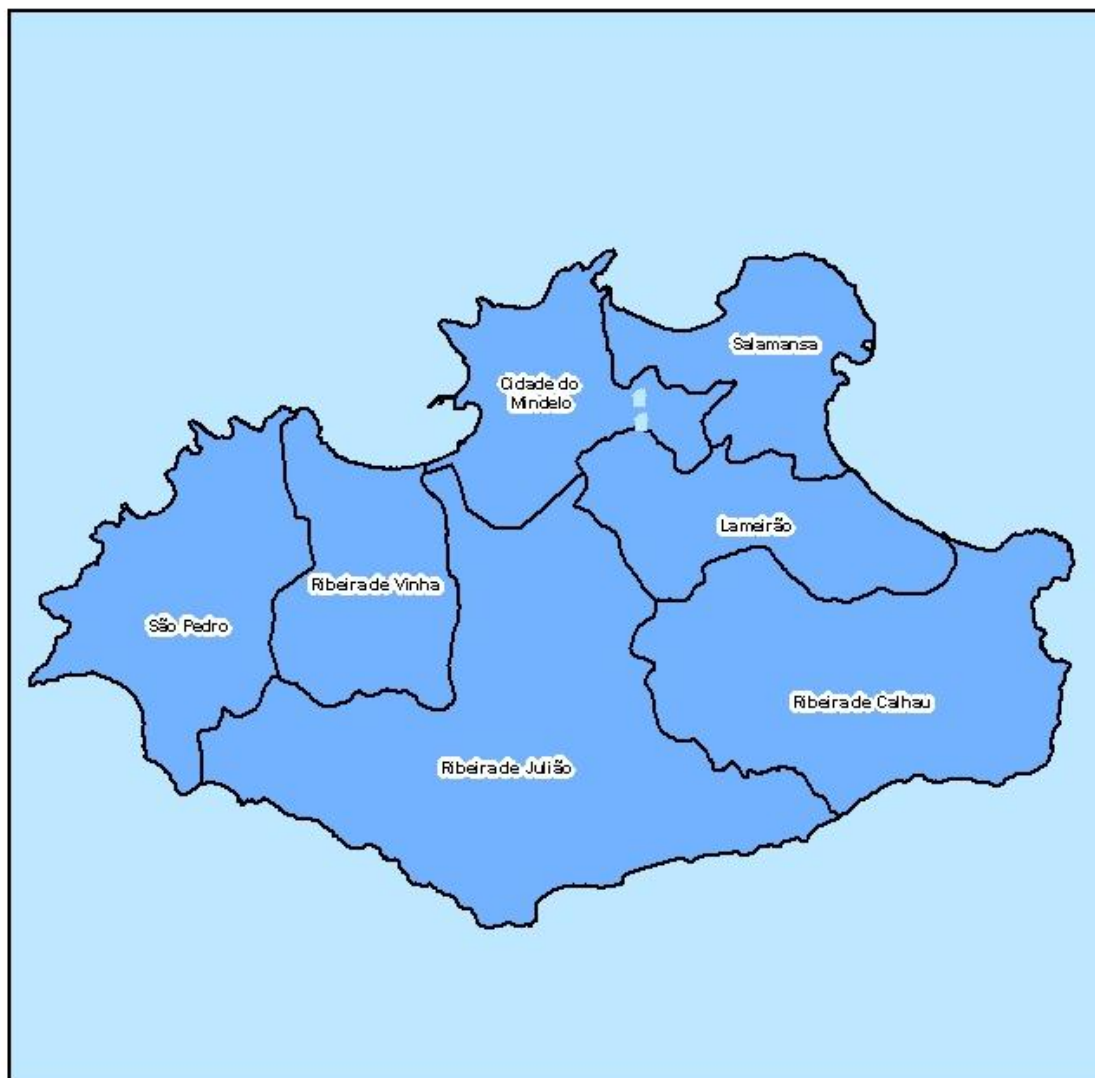 Salamansa
Cidade do
Mindelo
Lameirão
Ribeira de Vinha
São Pedro
Ribeira de Calhau
Ribeira de Julião